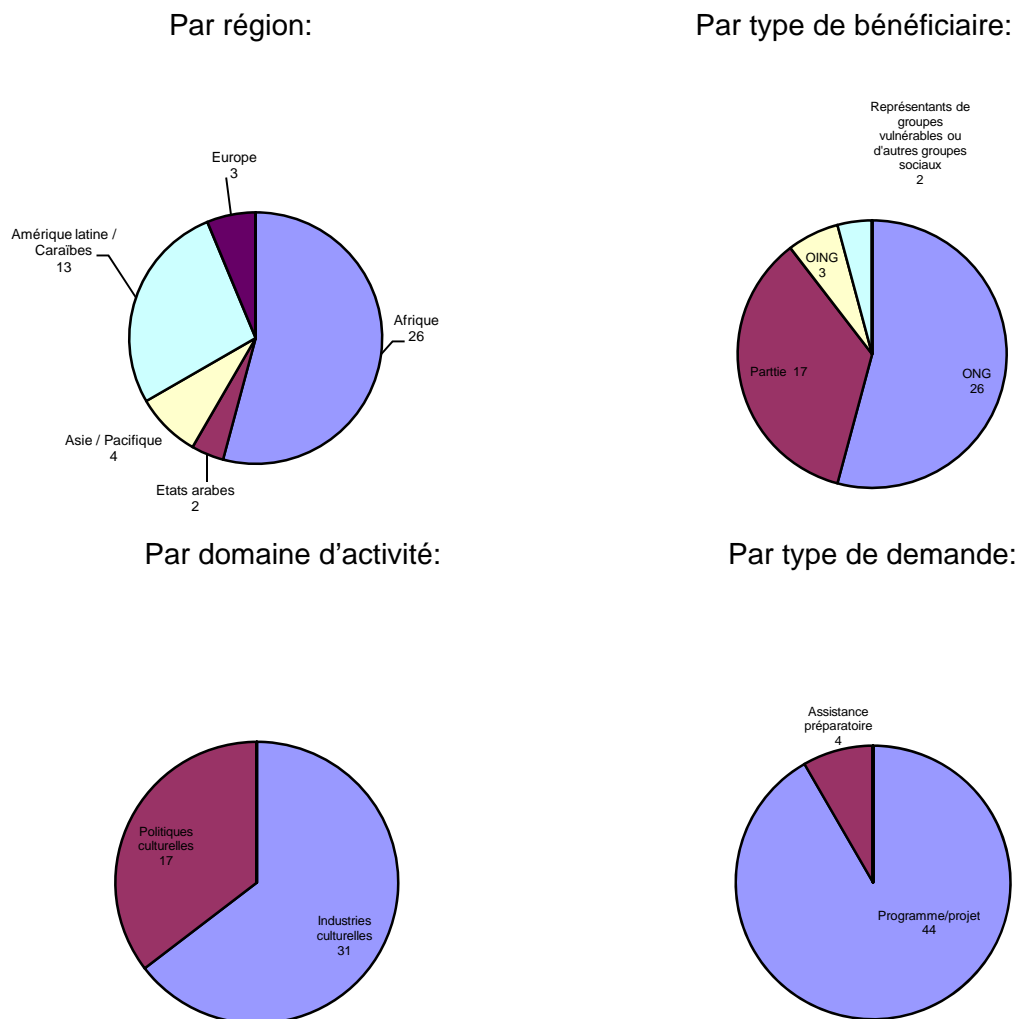 Par région:
Par type de bénéficiaire:
Europe
3
Amérique latine /
Caraïbes
13
Afrique
26
Asie / Pacifique
4
Etats arabes
2
Représentants de
groupes
vulnérables ou
d'autres groupes
sociaux
2
OING
3
Parttie 17
ONG
26
Par domaine d'activité:
Par type de demande:
Politiques
culturelles
17
Industries
culturelles
31
Assistance
préparatoire
4
Programme/projet
44